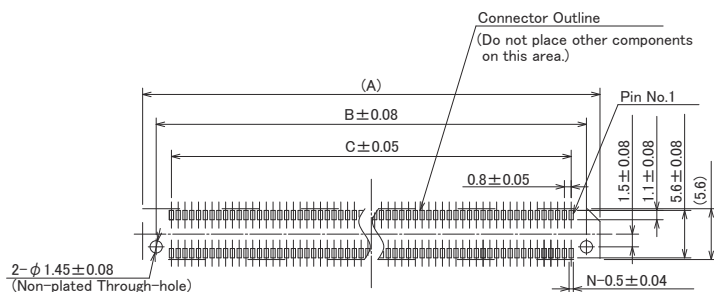 Connector Outline
(Do not place other components
on this area.)
(A)
Pin No.1
B±0.08
C±0.05
0.8±0.05
1.5±0.08
1.1±0.08
5.6±0.08
(5.6)
2-φ1.45±0.08
(Non-plated Through-hole)
N-0.5±0.04